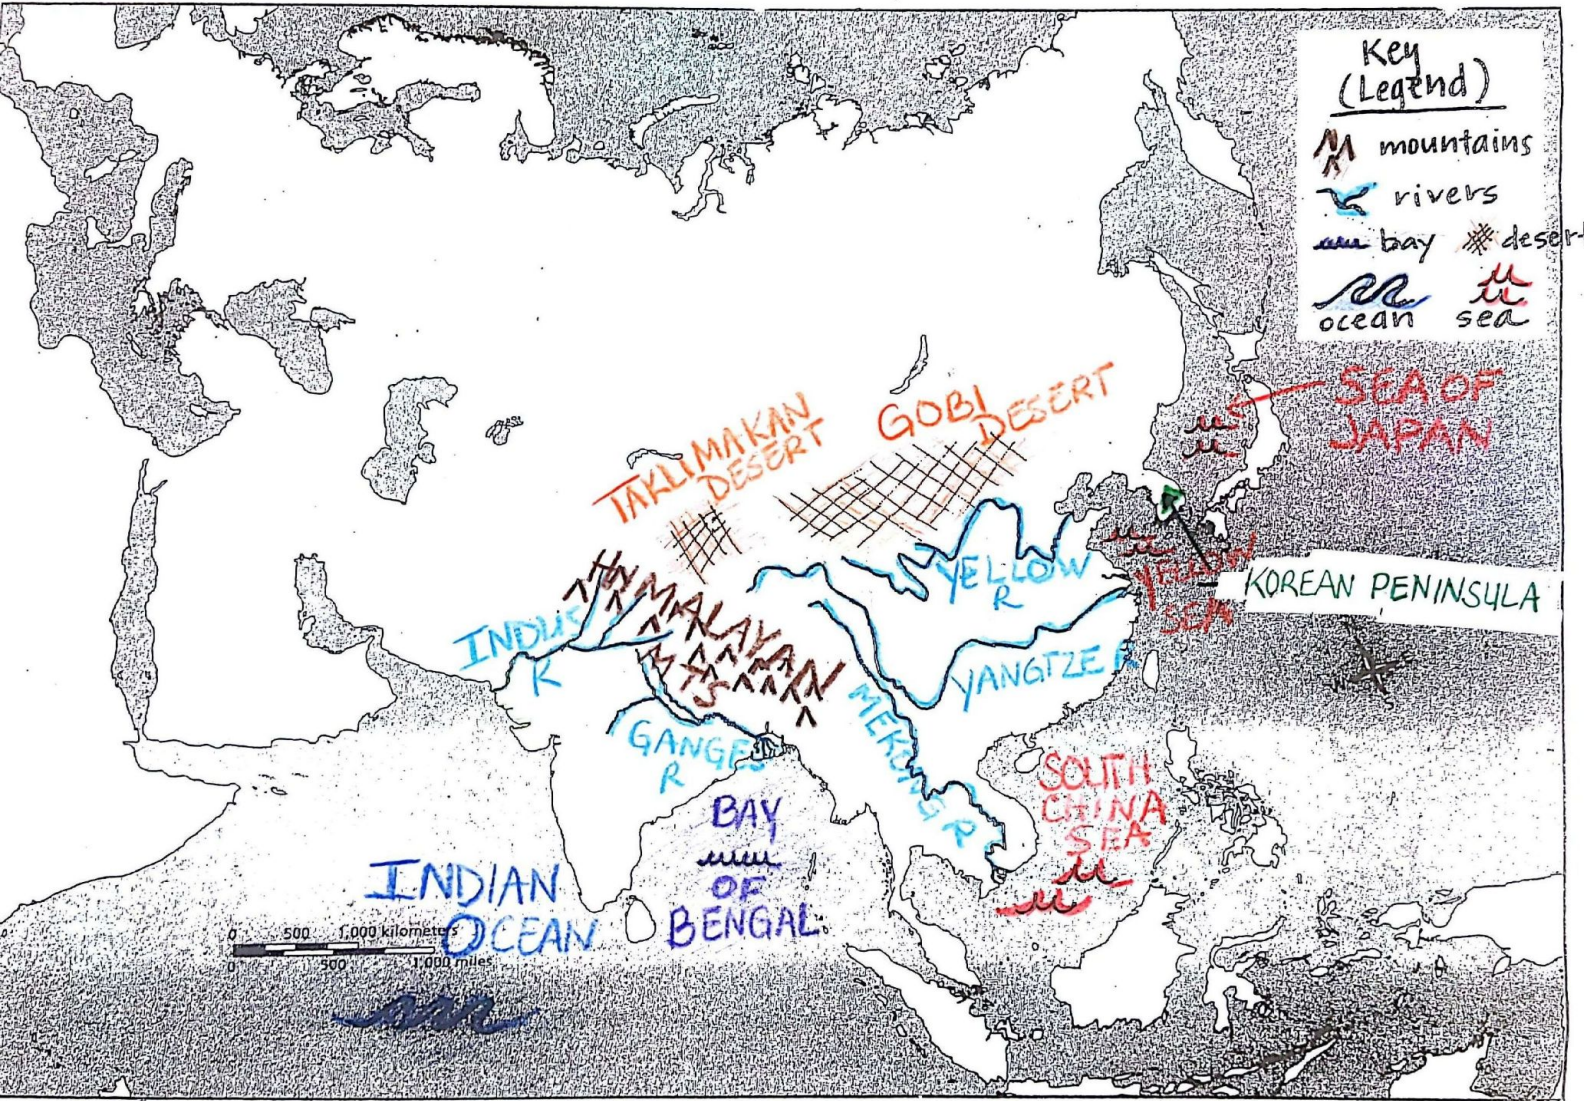 Key
(Legend)
mountains
rivers
bay
desert
ocean
sea
SEA OF
JAPAN
GOBI
DESERT
TAKLIMAKAN
DESERT
YELLOW
R
YELLOW
SEA
KOREAN PENINSULA
HIMALAYAN
MTS
INDUS
R
YANGTZE R
MEKONG R
GANGES
R
SOUTH
CHINA
SEA
BAY
OF
BENGAL
INDIAN
OCEAN
0 500 1,000 kilometers
0 500 1,000 miles
S